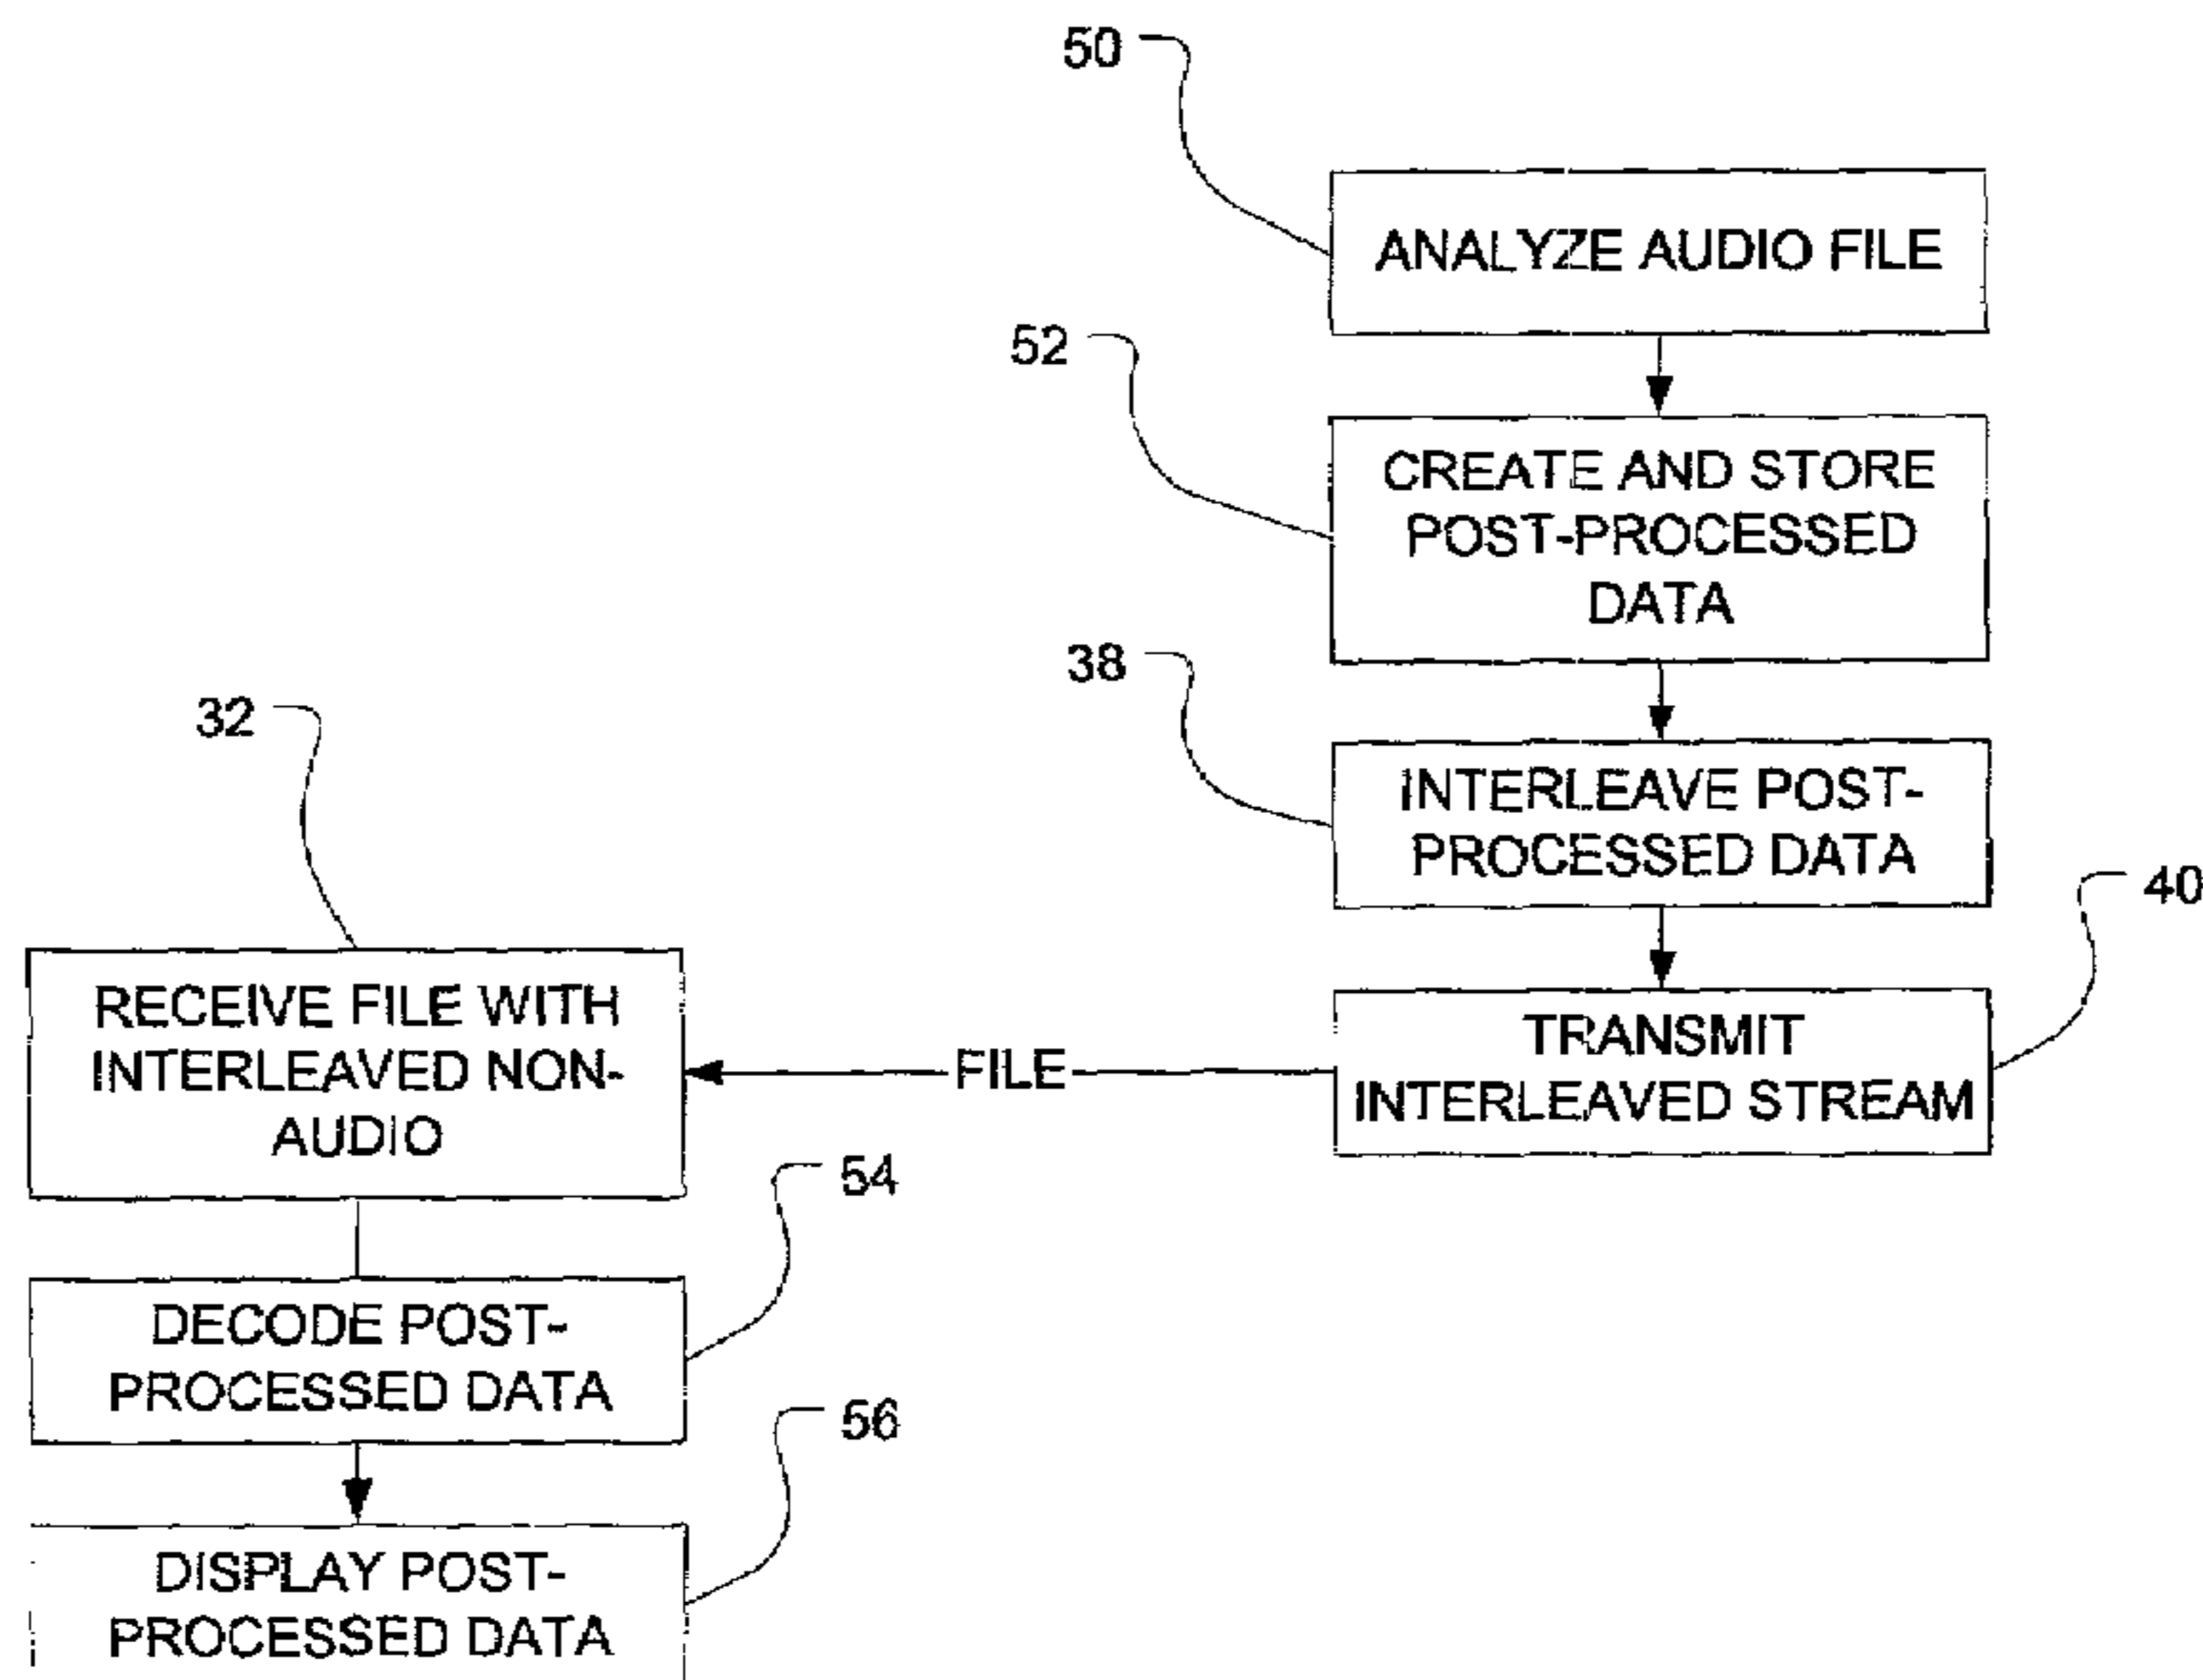 50
ANALYZE AUDIO FILE
52
CREATE AND STORE
POST-PROCESSED
DATA
38
INTERLEAVE POST-
PROCESSED DATA
40
TRANSMIT
INTERLEAVED STREAM
FILE
32
RECEIVE FILE WITH
INTERLEAVED NON-
AUDIO
54
DECODE POST-
PROCESSED DATA
56
DISPLAY POST-
PROCESSED DATA